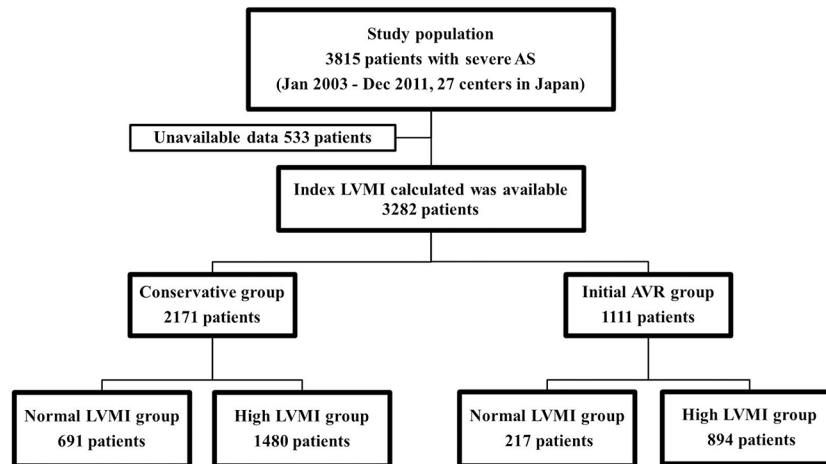 Study population
3815 patients with severe AS
(Jan 2003 - Dec 2011, 27 centers in Japan)
Unavailable data 533 patients
Index LVMI calculated was available
3282 patients
Conservative group
2171 patients
Initial AVR group
1111 patients
Normal LVMI group
691 patients
High LVMI group
1480 patients
Normal LVMI group
217 patients
High LVMI group
894 patients